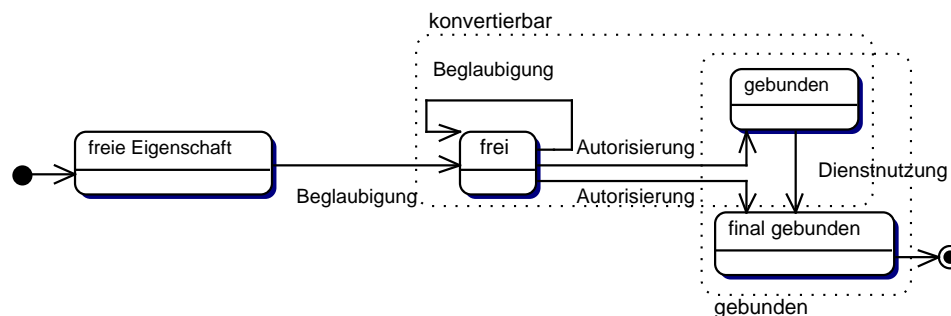 konvertierbar
Beglaubigung
gebunden
freie Eigenschaft
frei
Autorisierung
Dienstnutzung
Beglaubigung
Autorisierung
final gebunden
gebunden